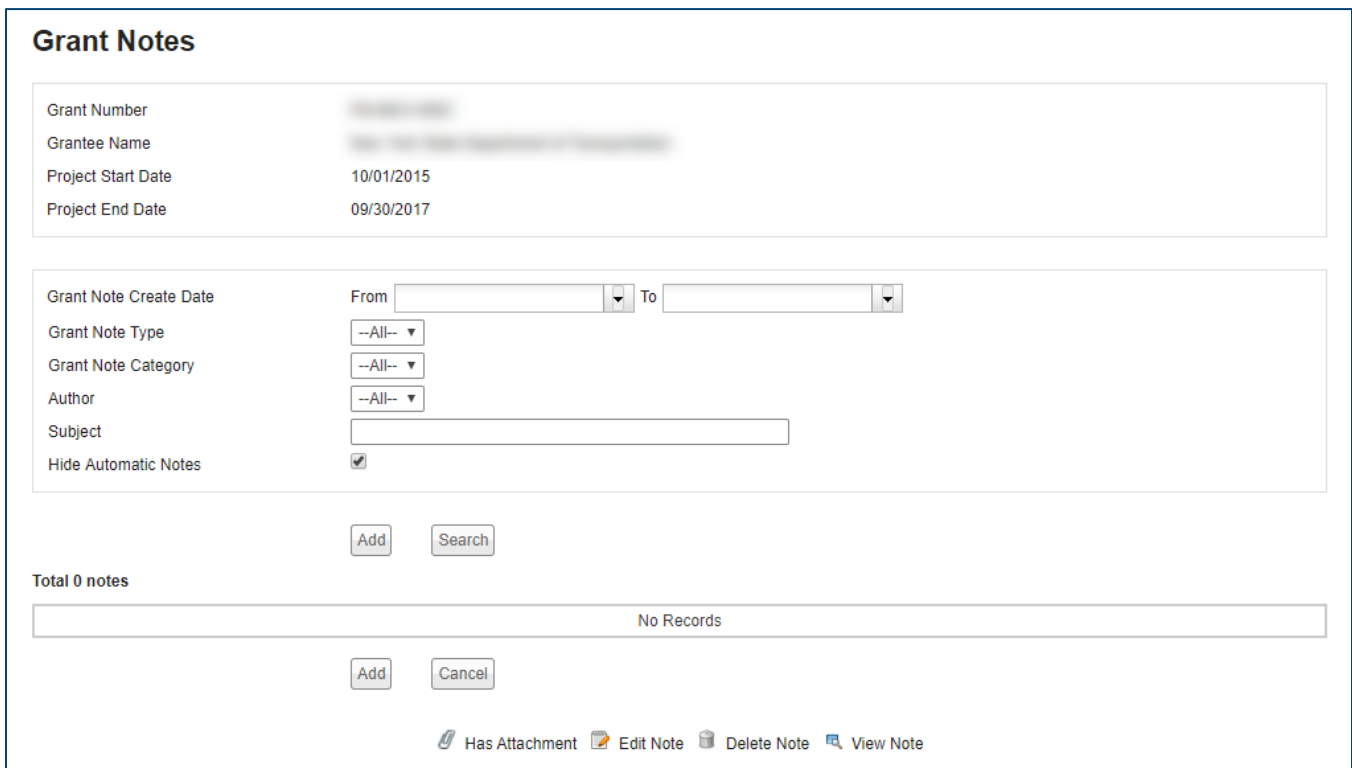 Grant Notes
Grant Number
Grantee Name
Project Start Date 10/01/2015
Project End Date 09/30/2017
Grant Note Create Date From To
Grant Note Type --All--
Grant Note Category --All--
Author --All--
Subject
Hide Automatic Notes
Add Search
Total 0 notes
No Records
Add Cancel
Has Attachment Edit Note Delete Note View Note